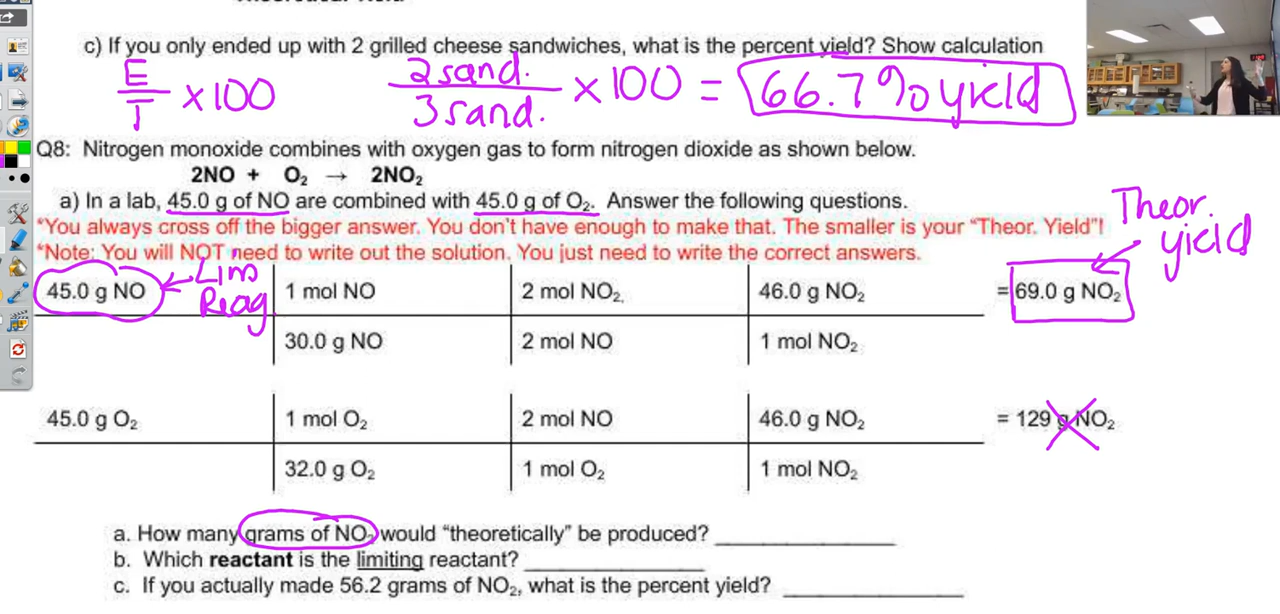 c) If you only ended up with 2 grilled cheese sandwiches, what is the percent yield? Show calculation
E/T x 100 2 sand./3 sand. x 100 = 66.7% yield
Q8: Nitrogen monoxide combines with oxygen gas to form nitrogen dioxide as shown below.
2NO + O₂ → 2NO₂
a) In a lab, 45.0 g of NO are combined with 45.0 g of O₂. Answer the following questions.
*You always cross off the bigger answer. You don't have enough to make that. The smaller is your "Theor. Yield"!
*Note: You will NOT need to write out the solution. You just need to write the correct answers.
Theor. yield
Lim Reag
45.0 g NO 1 mol NO 2 mol NO₂ 46.0 g NO₂ = 69.0 g NO₂
30.0 g NO 2 mol NO 1 mol NO₂
45.0 g O₂ 1 mol O₂ 2 mol NO 46.0 g NO₂ = 129 g NO₂
32.0 g O₂ 1 mol O₂ 1 mol NO₂
a. How many grams of NO₂ would "theoretically" be produced?
b. Which reactant is the limiting reactant?
c. If you actually made 56.2 grams of NO₂, what is the percent yield?